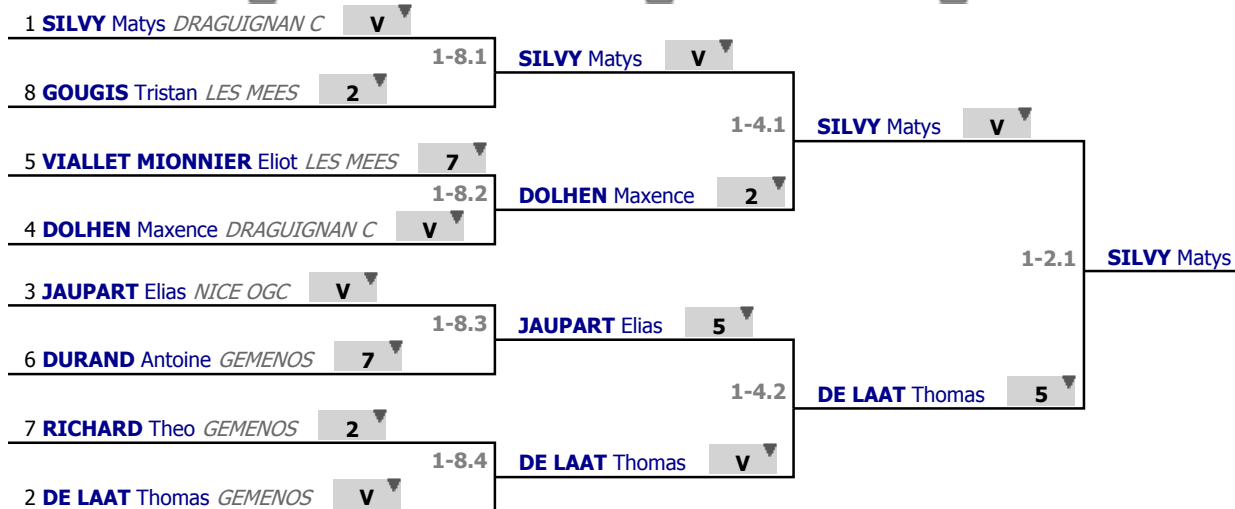 1 SILVY Matys DRAGUIGNAN C V
1-8.1
8 GOUGIS Tristan LES MEES 2
5 VIALLET MIONNIER Eliot LES MEES 7
1-8.2
4 DOLHEN Maxence DRAGUIGNAN C V
3 JAUPART Elias NICE OGC V
1-8.3
6 DURAND Antoine GEMENOS 7
7 RICHARD Theo GEMENOS 2
1-8.4
2 DE LAAT Thomas GEMENOS V
SILVY Matys V
1-4.1
DOLHEN Maxence 2
JAUPART Elias 5
1-4.2
DE LAAT Thomas V
SILVY Matys V
1-2.1
DE LAAT Thomas 5
SILVY Matys